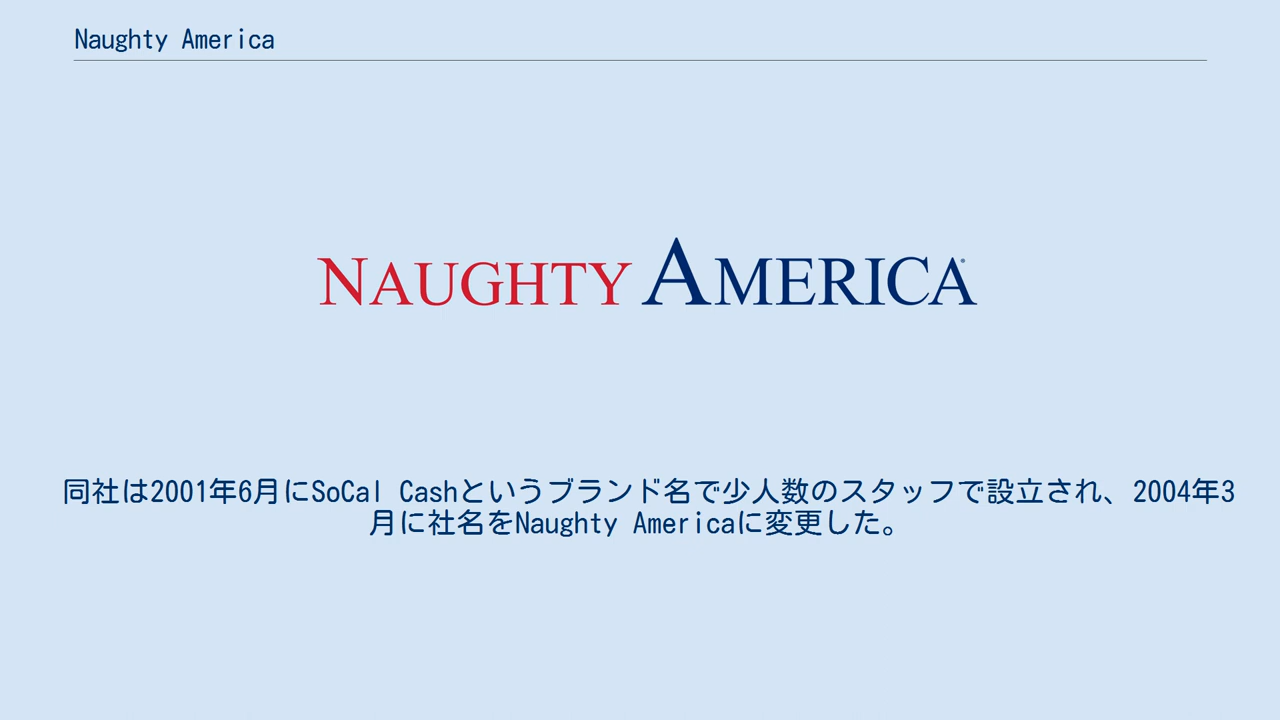 Naughty America
NAUGHTY AMERICA®
同社は2001年6月にSoCal Cashというブランド名で少人数のスタッフで設立され、2004年3
月に社名をNaughty Americaに変更した。